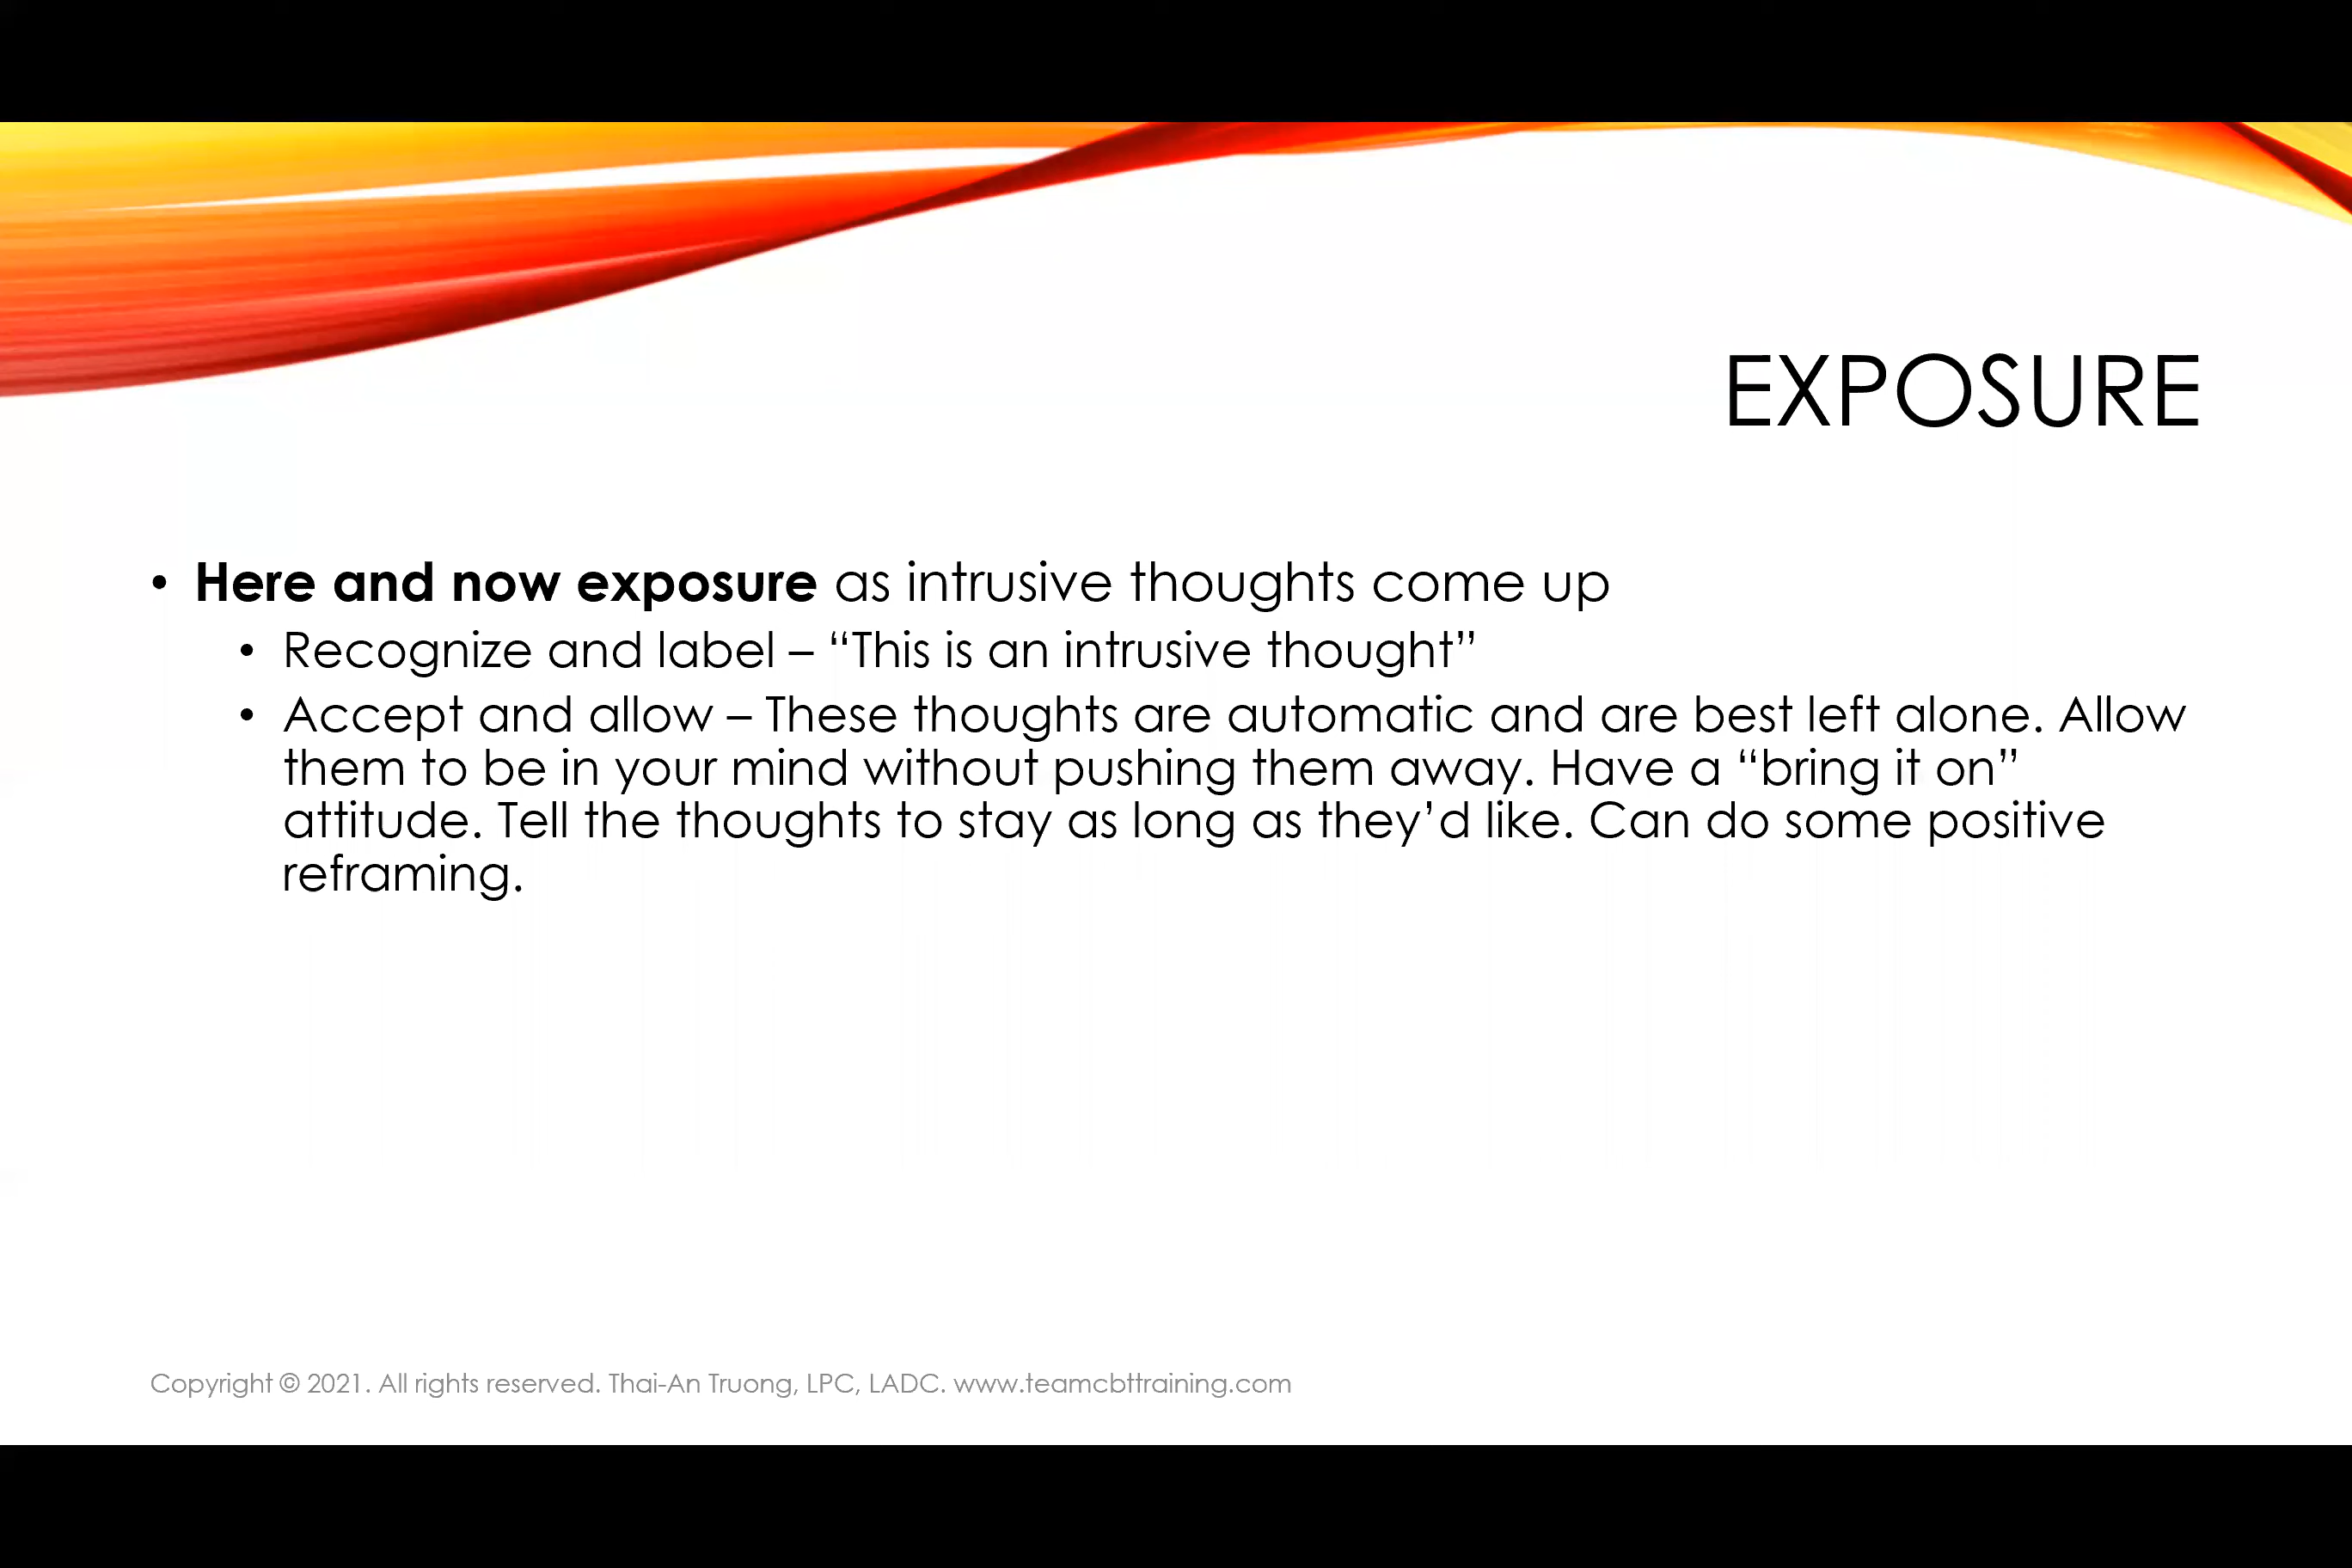 EXPOSURE
• Here and now exposure as intrusive thoughts come up
• Recognize and label – “This is an intrusive thought”
• Accept and allow – These thoughts are automatic and are best left alone. Allow
them to be in your mind without pushing them away. Have a “bring it on”
attitude. Tell the thoughts to stay as long as they’d like. Can do some positive
reframing.
Copyright © 2021. All rights reserved. Thai-An Truong, LPC, LADC. www.teamcbttraining.com